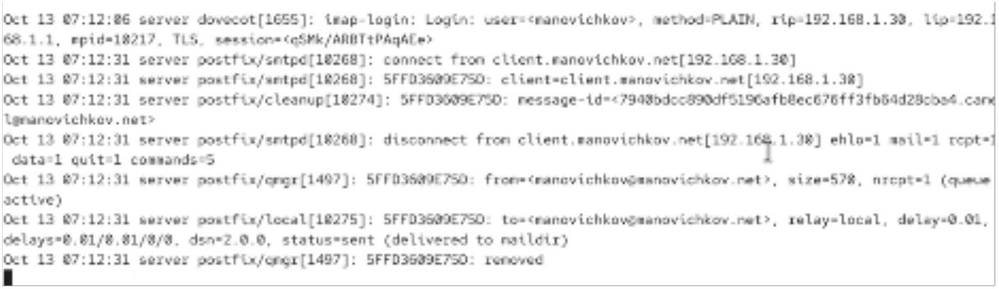 Oct 13 07:12:06 server dovecot[1655]: imap-login: Login: user=<manovichkov>, method=PLAIN, rip=192.168.1.30, lip=192.1
68.1.1, mpid=10217, TLS, session=<qSMk/ARBTtPAqAEe>
Oct 13 07:12:31 server postfix/smtpd[10268]: connect from client.manovichkov.net[192.168.1.30]
Oct 13 07:12:31 server postfix/smtpd[10268]: 5FFD3609E75D: client=client.manovichkov.net[192.168.1.30]
Oct 13 07:12:31 server postfix/cleanup[10274]: 5FFD3609E75D: message-id=<7940bdcc890df5196afb8ec676ff3fb64d28cba4.came
l@manovichkov.net>
Oct 13 07:12:31 server postfix/smtpd[10268]: disconnect from client.manovichkov.net[192.168.1.30] ehlo=1 mail=1 rcpt=1
data=1 quit=1 commands=5
Oct 13 07:12:31 server postfix/qmgr[1497]: 5FFD3609E75D: from=<manovichkov@manovichkov.net>, size=570, nrcpt=1 (queue
active)
Oct 13 07:12:31 server postfix/local[10275]: 5FFD3609E75D: to=<manovichkov@manovichkov.net>, relay=local, delay=0.01,
delays=0.01/0.01/0/0, dsn=2.0.0, status=sent (delivered to maildir)
Oct 13 07:12:31 server postfix/qmgr[1497]: 5FFD3609E75D: removed